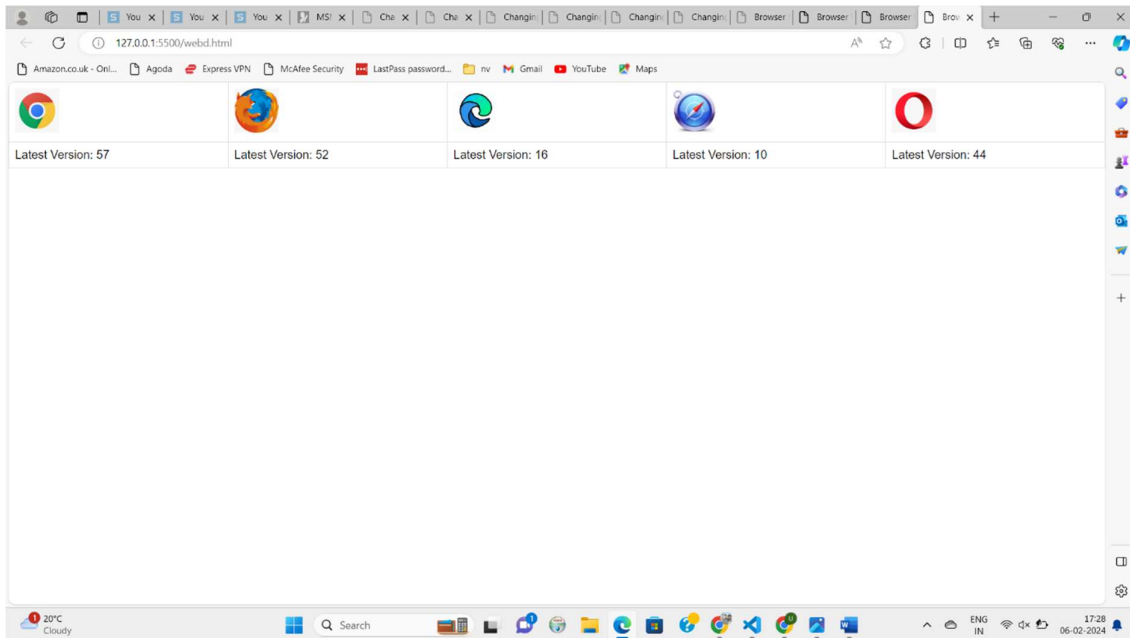 You
You
You
MSI
Cha
Cha
Changin
Changin
Changin
Changin
Browser
Browser
Browser
Brow
127.0.0.1:5500/webd.html
Amazon.co.uk - Onl... Agoda Express VPN McAfee Security LastPass password... nv Gmail YouTube Maps
Latest Version: 57 Latest Version: 52 Latest Version: 16 Latest Version: 10 Latest Version: 44
20°C
Cloudy
Search
ENG
IN
17:28
06-02-2024